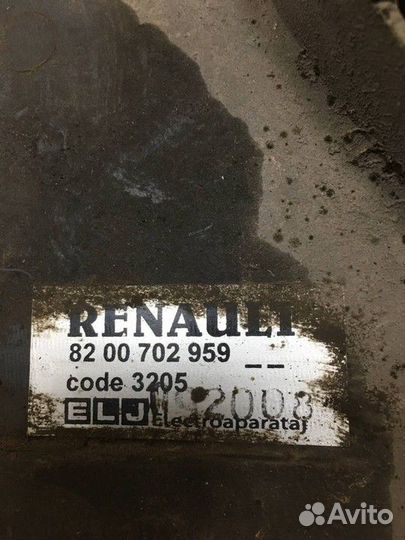 RENAULT
82 00 702 959 --
code 3205
ELJ 2008
Electroaparataj
Avito